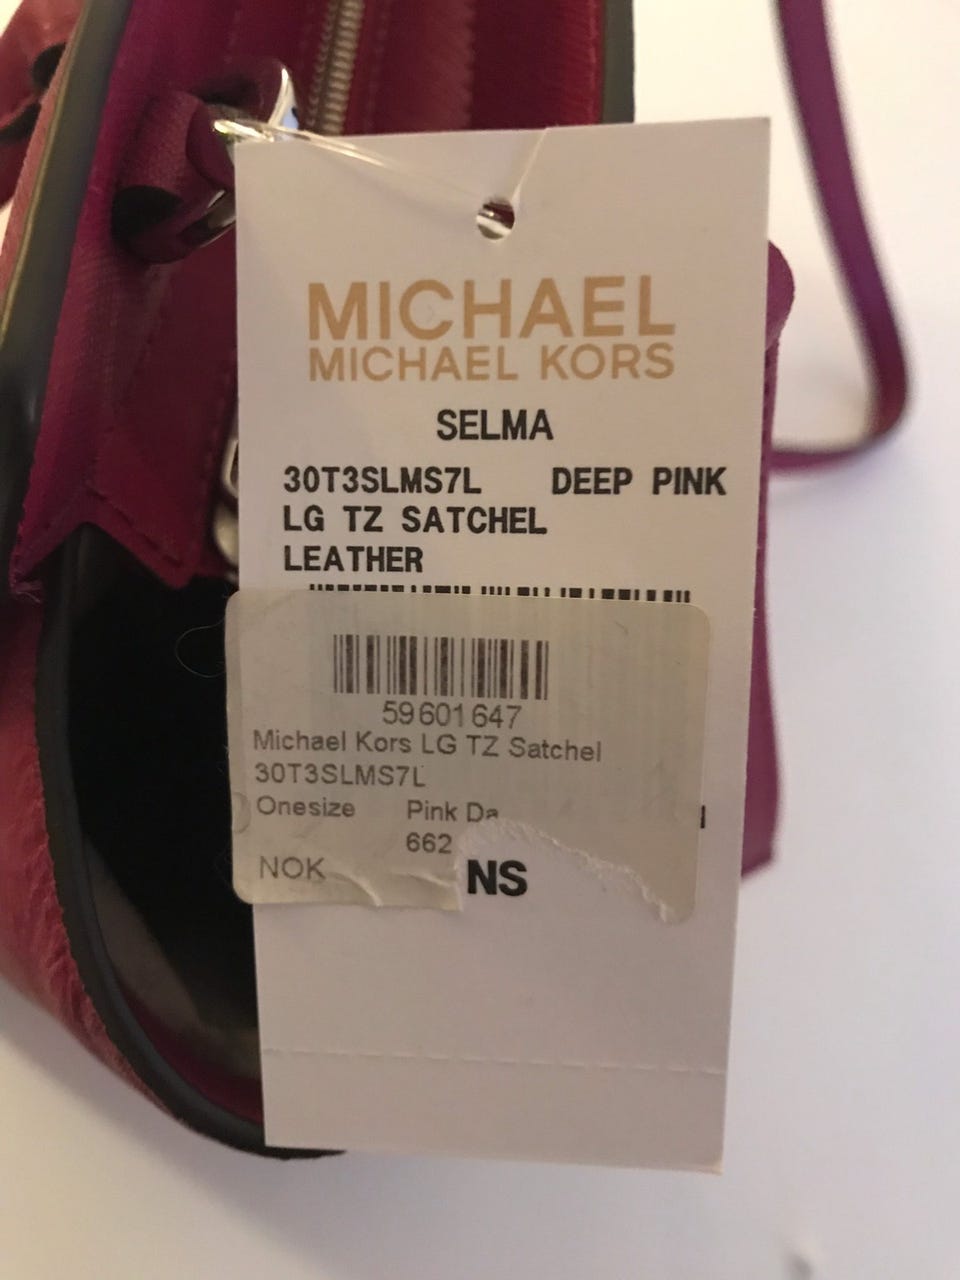 MICHAEL
MICHAEL KORS
SELMA
30T3SLMS7L DEEP PINK
LG TZ SATCHEL
LEATHER
59601647
Michael Kors LG TZ Satchel
30T3SLMS7L
Onesize Pink Da
662
NOK NS